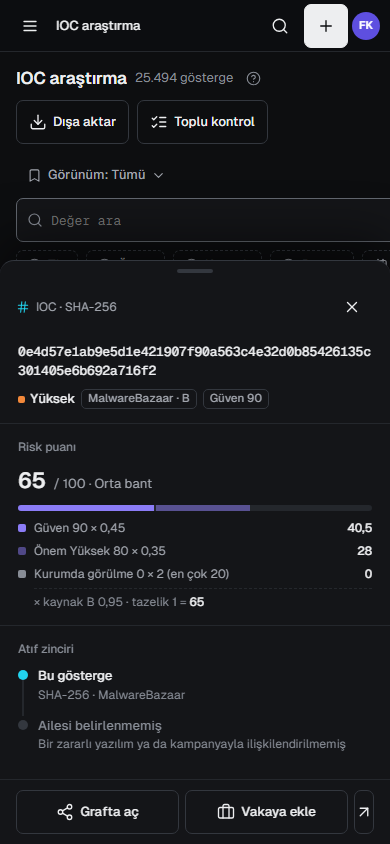 IOC araştırma
FK
IOC araştırma 25.494 gösterge
Dışa aktar
Toplu kontrol
Görünüm: Tümü
Değer ara
# IOC · SHA-256
0e4d57e1ab9e5d1e421907f90a563c4e32d0b85426135c
301405e6b692a716f2
Yüksek MalwareBazaar · B Güven 90
Risk puanı
65 / 100 · Orta bant
Güven 90 × 0,45 40,5
Önem Yüksek 80 × 0,35 28
Kurumda görülme 0 × 2 (en çok 20) 0
× kaynak B 0,95 · tazelik 1 = 65
Atıf zinciri
Bu gösterge
SHA-256 · MalwareBazaar
Ailesi belirlenmemiş
Bir zararlı yazılım ya da kampanyayla ilişkilendirilmemiş
Grafta aç
Vakaya ekle